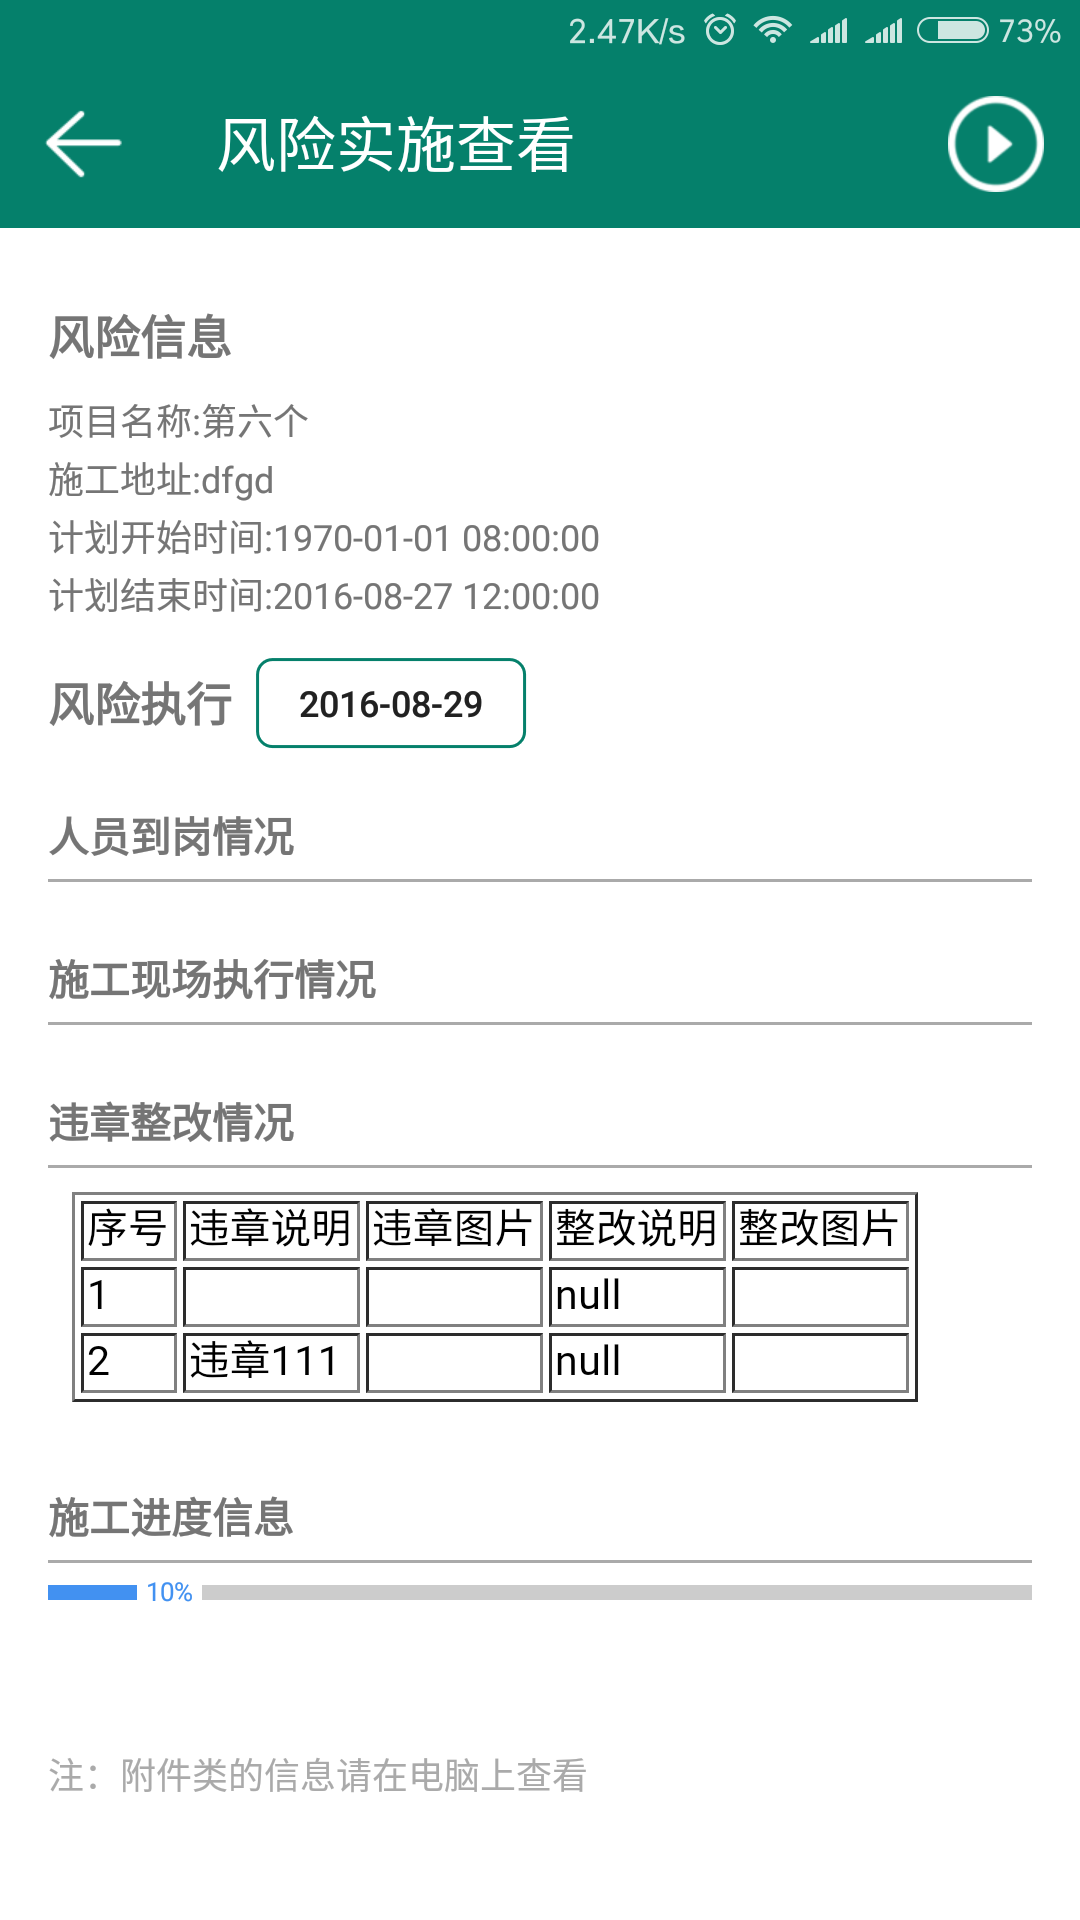 2.47K/s 73%
风险实施查看
风险信息
项目名称:第六个
施工地址:dfgd
计划开始时间:1970-01-01 08:00:00
计划结束时间:2016-08-27 12:00:00
风险执行 2016-08-29
人员到岗情况
施工现场执行情况
违章整改情况
序号 违章说明 违章图片 整改说明 整改图片
1 null
2 违章111 null
施工进度信息
10%
注：附件类的信息请在电脑上查看